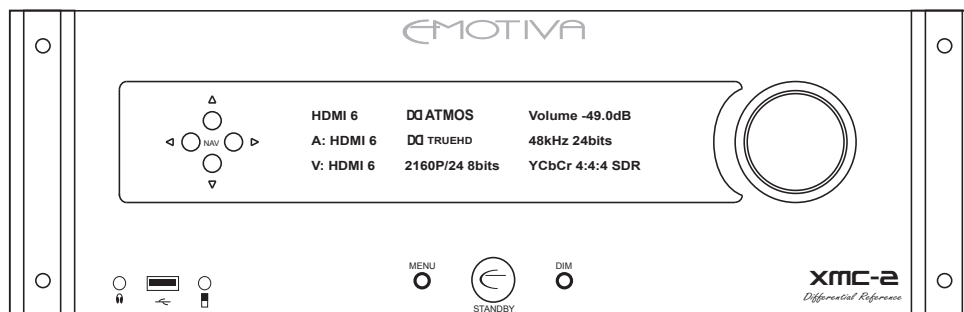 EMOTIVA
HDMI 6 ATMOS Volume -49.0dB
NAV A: HDMI 6 TRUEHD 48kHz 24bits
V: HDMI 6 2160P/24 8bits YCbCr 4:4:4 SDR
MENU DIM
STANDBY
XMC-2
Differential Reference